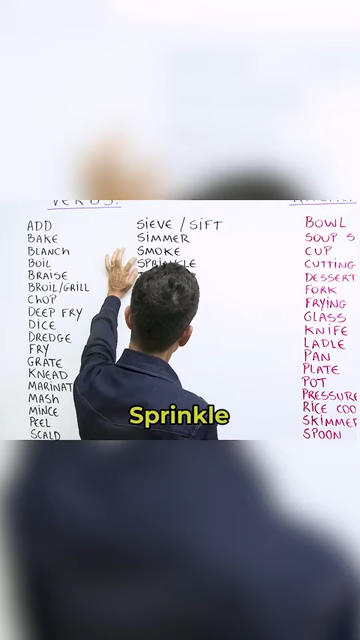 VERBS:
ADD
BAKE
BLANCH
BOIL
BRAISE
BROIL/GRILL
CHOP
DEEP FRY
DICE
DREDGE
FRY
GRATE
KNEAD
MARINAT
MASH
MINCE
PEEL
SCALD
SIEVE / SIFT
SIMMER
SMOKE
SPRINKLE
BOWL
SOUP S
CUP
CUTTING
DESSERT
FORK
FRYING
GLASS
KNIFE
LADLE
PAN
PLATE
POT
PRESSURE
RICE COO
SKIMMER
SPOON
Sprinkle